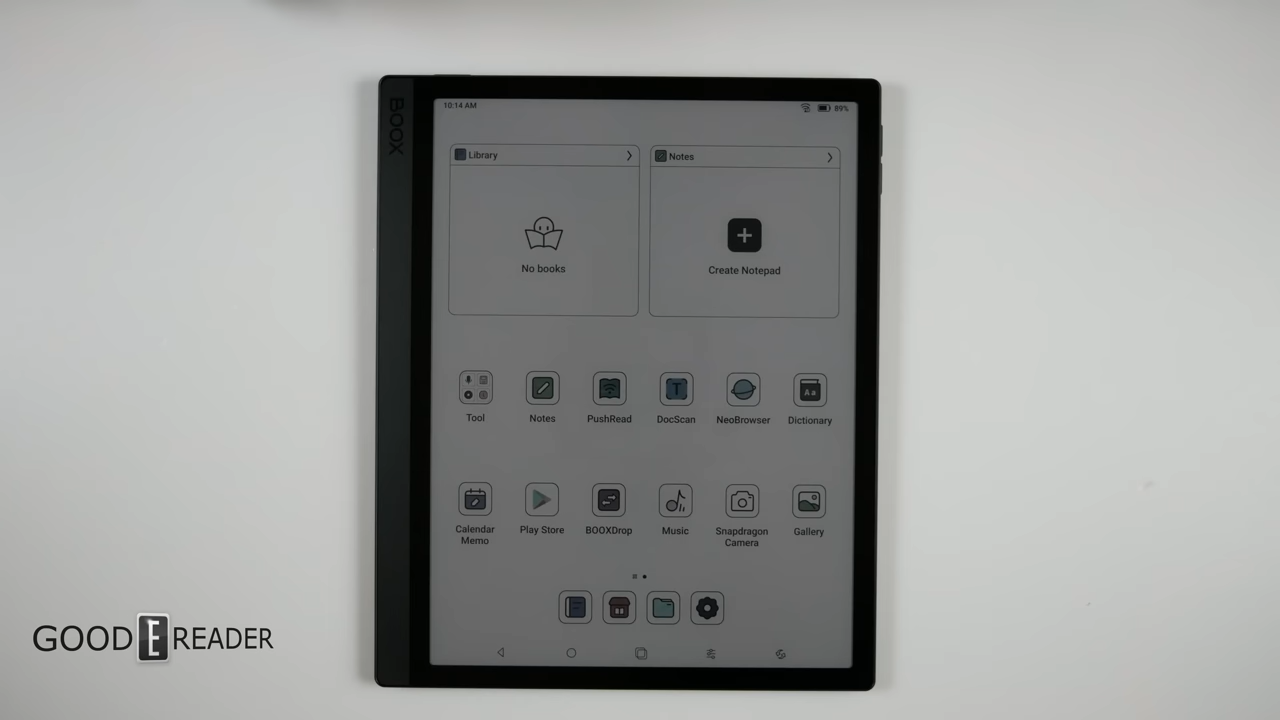 10:14 AM
89%
BOOX
Library
Notes
No books
Create Notepad
Tool
Notes
PushRead
T
DocScan
NeoBrowser
Aa
Dictionary
Calendar
Memo
Play Store
BOOXDrop
Music
Snapdragon
Camera
Gallery
GOOD E READER